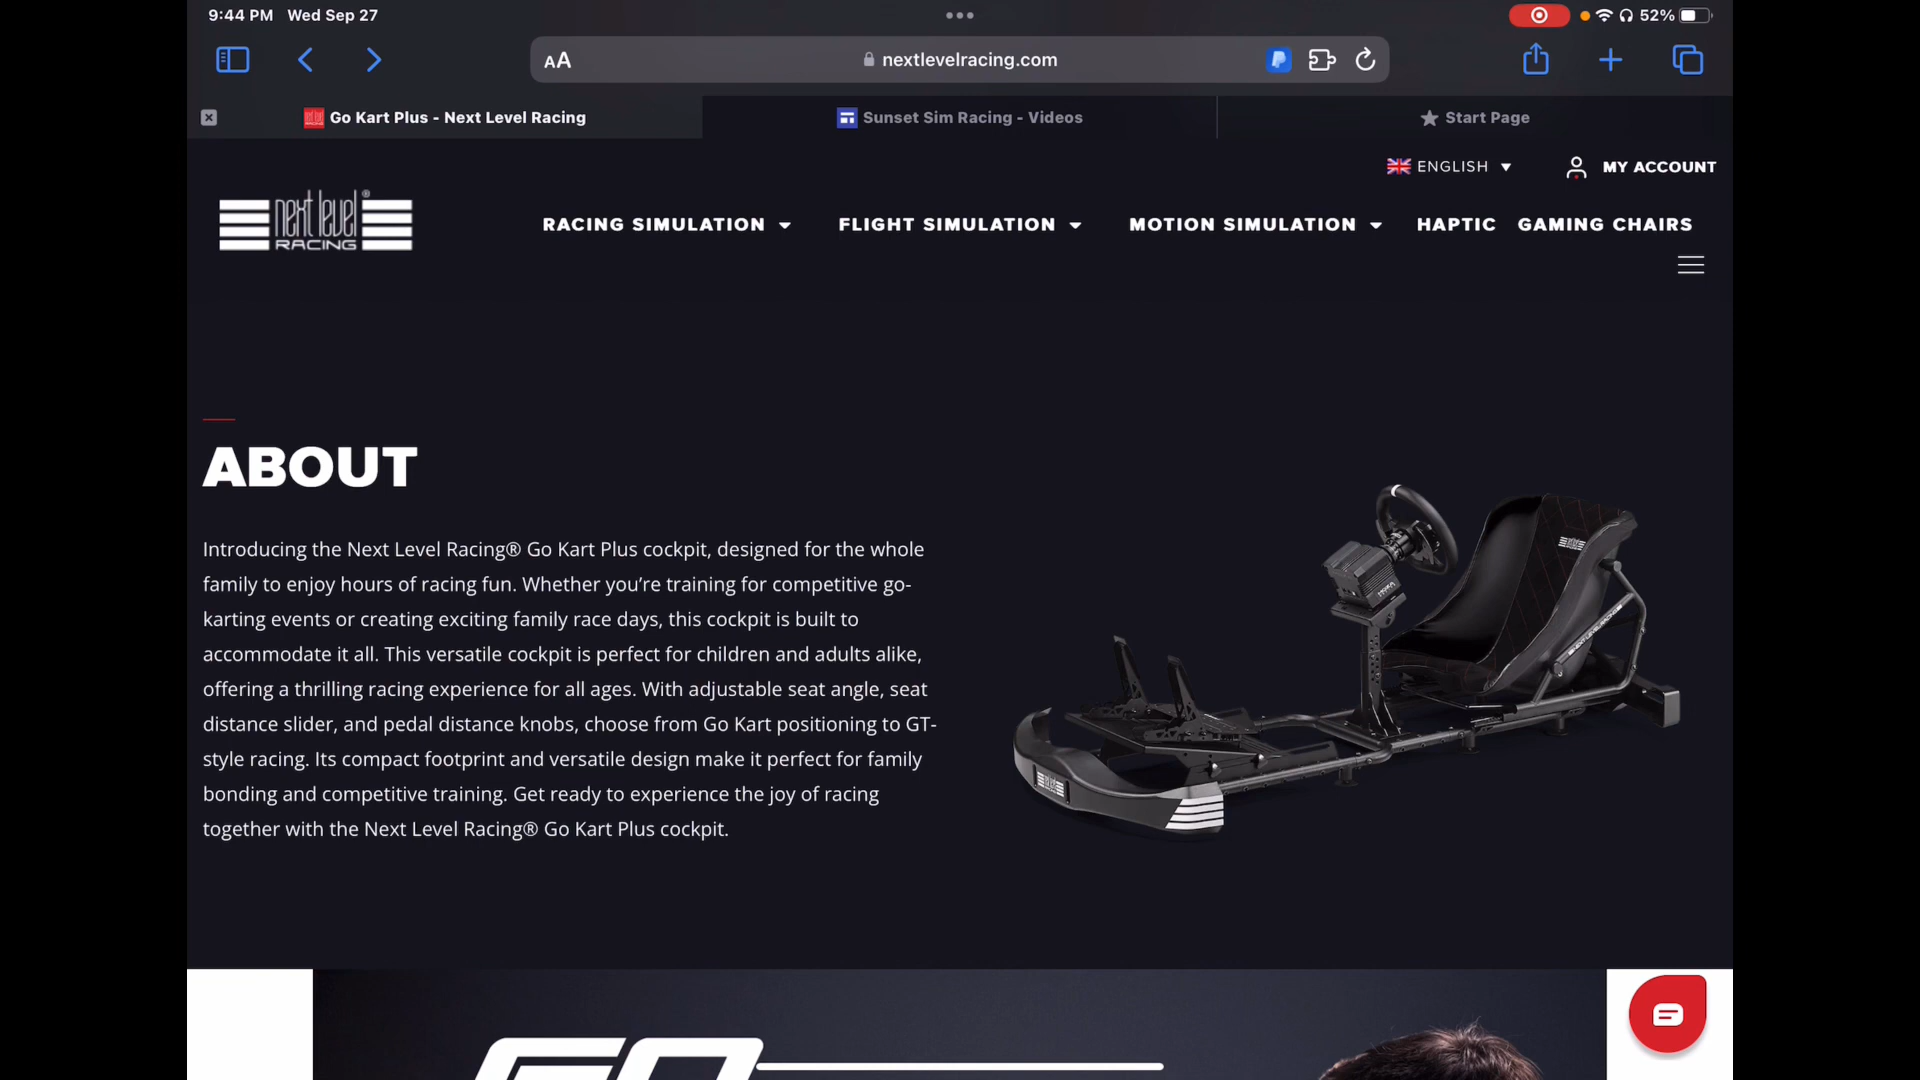 9:44 PM Wed Sep 27
52%
AA
nextlevelracing.com
Go Kart Plus - Next Level Racing
Sunset Sim Racing - Videos
Start Page
ENGLISH
MY ACCOUNT
next level®
RACING
RACING SIMULATION
FLIGHT SIMULATION
MOTION SIMULATION
HAPTIC
GAMING CHAIRS
ABOUT
Introducing the Next Level Racing® Go Kart Plus cockpit, designed for the whole
family to enjoy hours of racing fun. Whether you’re training for competitive go-
karting events or creating exciting family race days, this cockpit is built to
accommodate it all. This versatile cockpit is perfect for children and adults alike,
offering a thrilling racing experience for all ages. With adjustable seat angle, seat
distance slider, and pedal distance knobs, choose from Go Kart positioning to GT-
style racing. Its compact footprint and versatile design make it perfect for family
bonding and competitive training. Get ready to experience the joy of racing
together with the Next Level Racing® Go Kart Plus cockpit.
GO